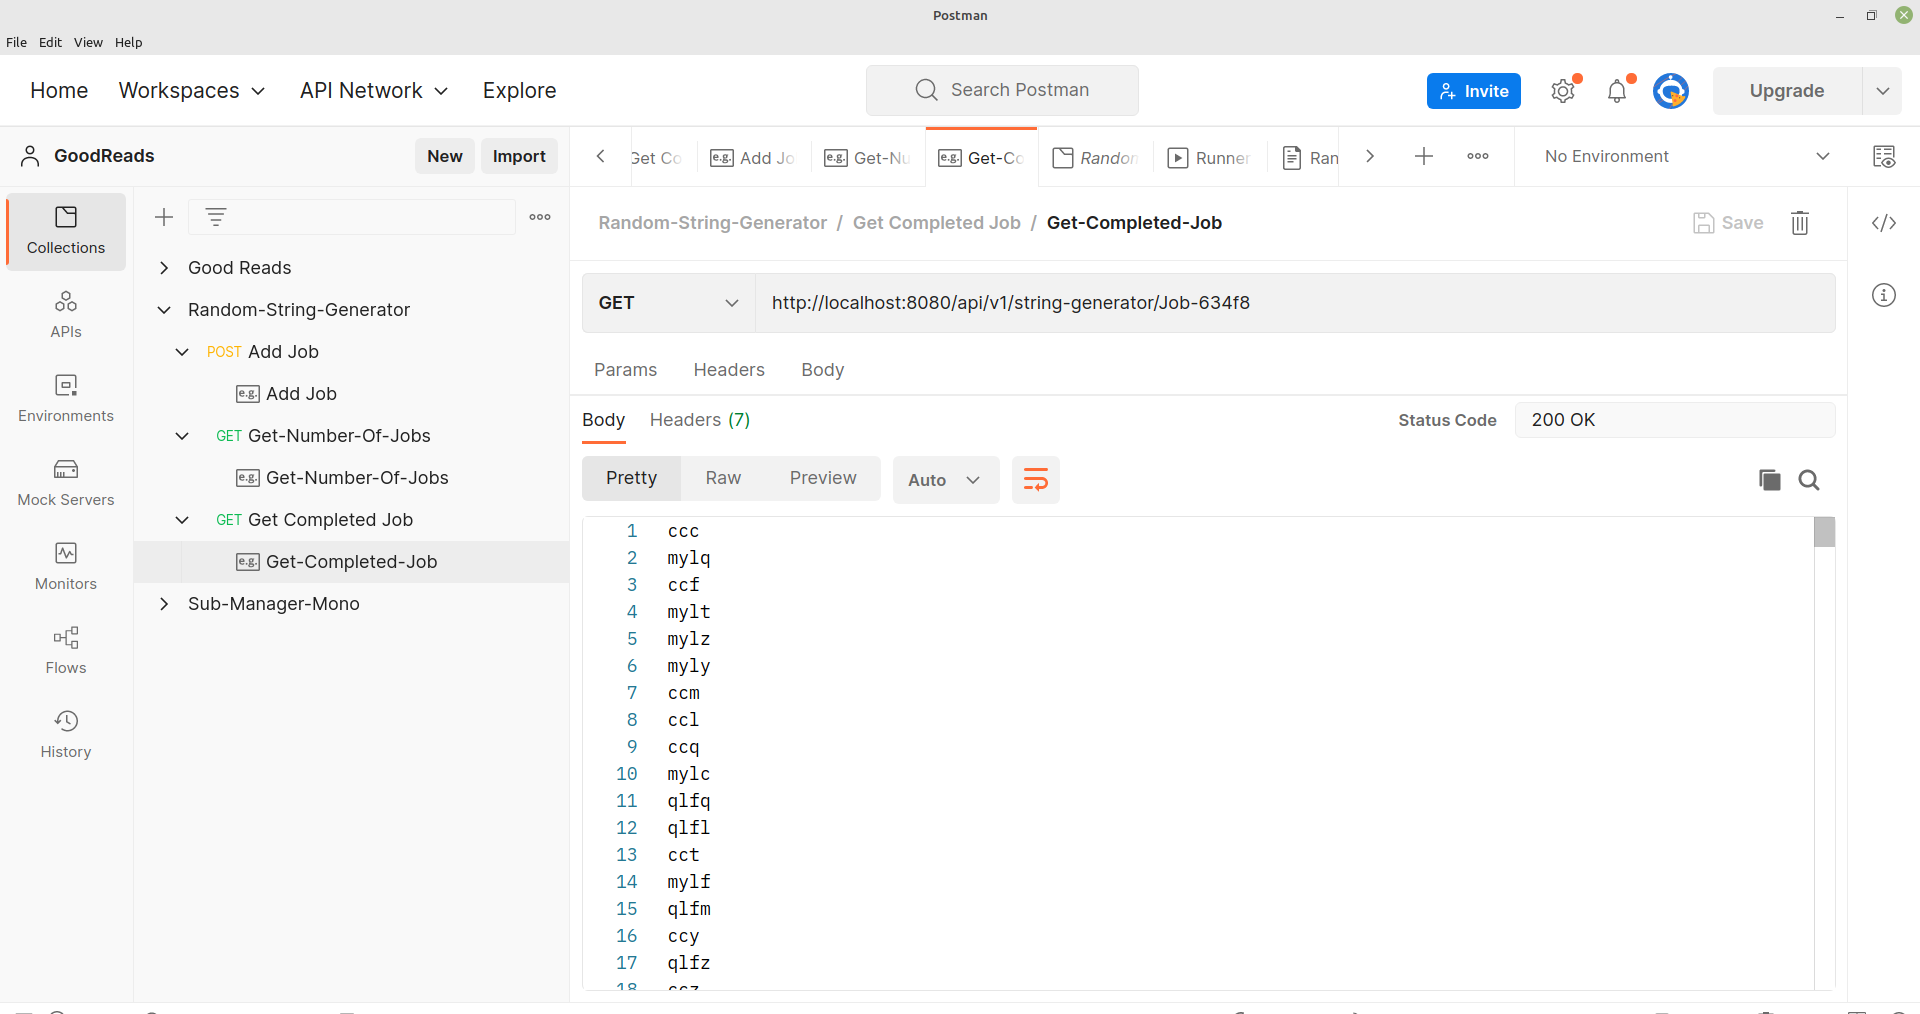 Postman
File Edit View Help
Home Workspaces API Network Explore Search Postman Invite Upgrade
GoodReads New Import
Get Co e.g. Add Jo e.g. Get-Nu e.g. Get-Co Random Runner Ran No Environment
Collections
APIs
Environments
Mock Servers
Monitors
Flows
History
Good Reads
Random-String-Generator
POST Add Job
e.g. Add Job
GET Get-Number-Of-Jobs
e.g. Get-Number-Of-Jobs
GET Get Completed Job
e.g. Get-Completed-Job
Sub-Manager-Mono
Random-String-Generator / Get Completed Job / Get-Completed-Job Save
GET http://localhost:8080/api/v1/string-generator/Job-634f8
Params Headers Body
Body Headers (7) Status Code 200 OK
Pretty Raw Preview Auto
1 ccc
2 mylq
3 ccf
4 mylt
5 mylz
6 myly
7 ccm
8 ccl
9 ccq
10 mylc
11 qlfq
12 qlfl
13 cct
14 mylf
15 qlfm
16 ccy
17 qlfz
18 ccz